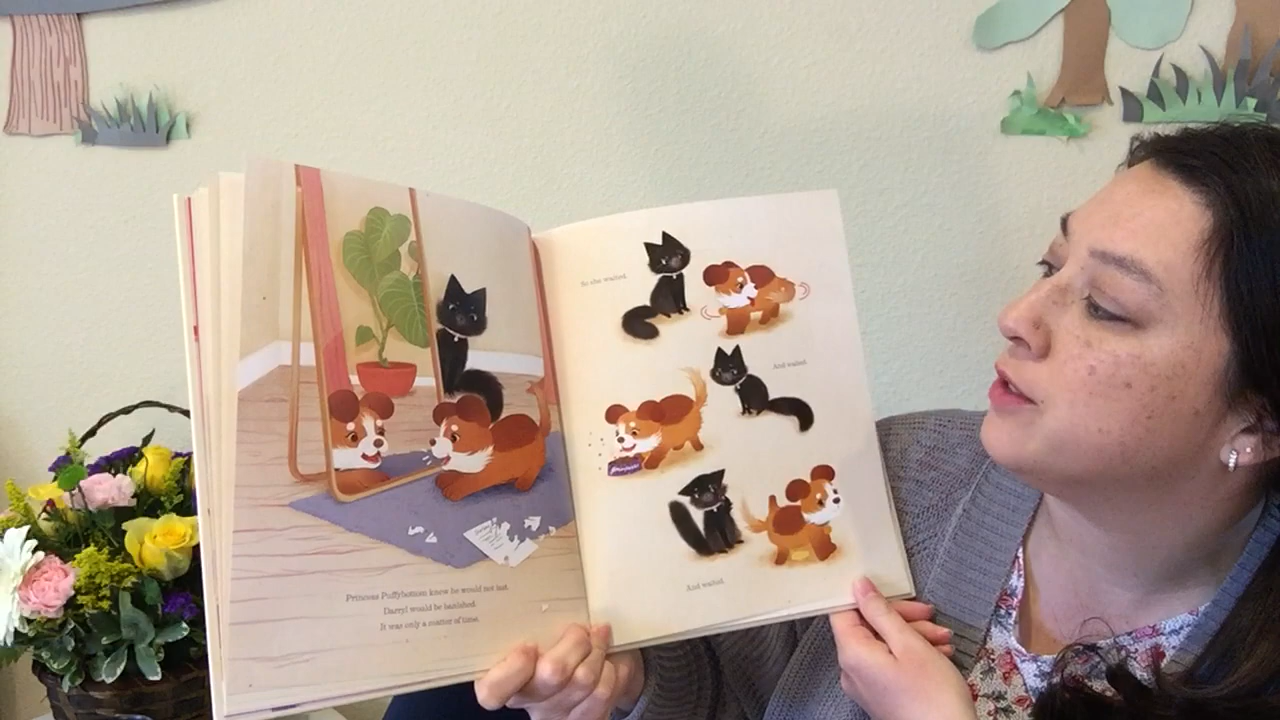 Princess Puffybottom knew he would not last.
Darryl would be banished.
It was only a matter of time.
So she waited.
And waited.
And waited.